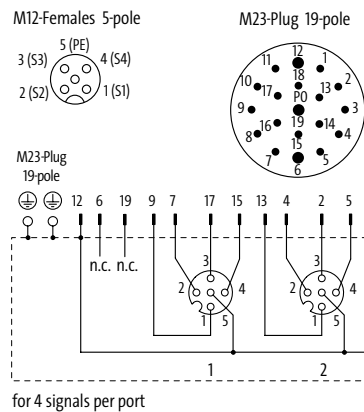 M12-Females 5-pole
M23-Plug 19-pole
5 (PE)
3 (S3) 4 (S4)
2 (S2) 1 (S1)
12
11 1
18
10 2
17 P0 13
9 3
16 19 14
8 4
15
7 5
6
M23-Plug
19-pole
12 6 19 9 7 17 15 13 4 2 5
n.c. n.c.
3 3
2 4 2 4
1 5 1 5
1 2
for 4 signals per port